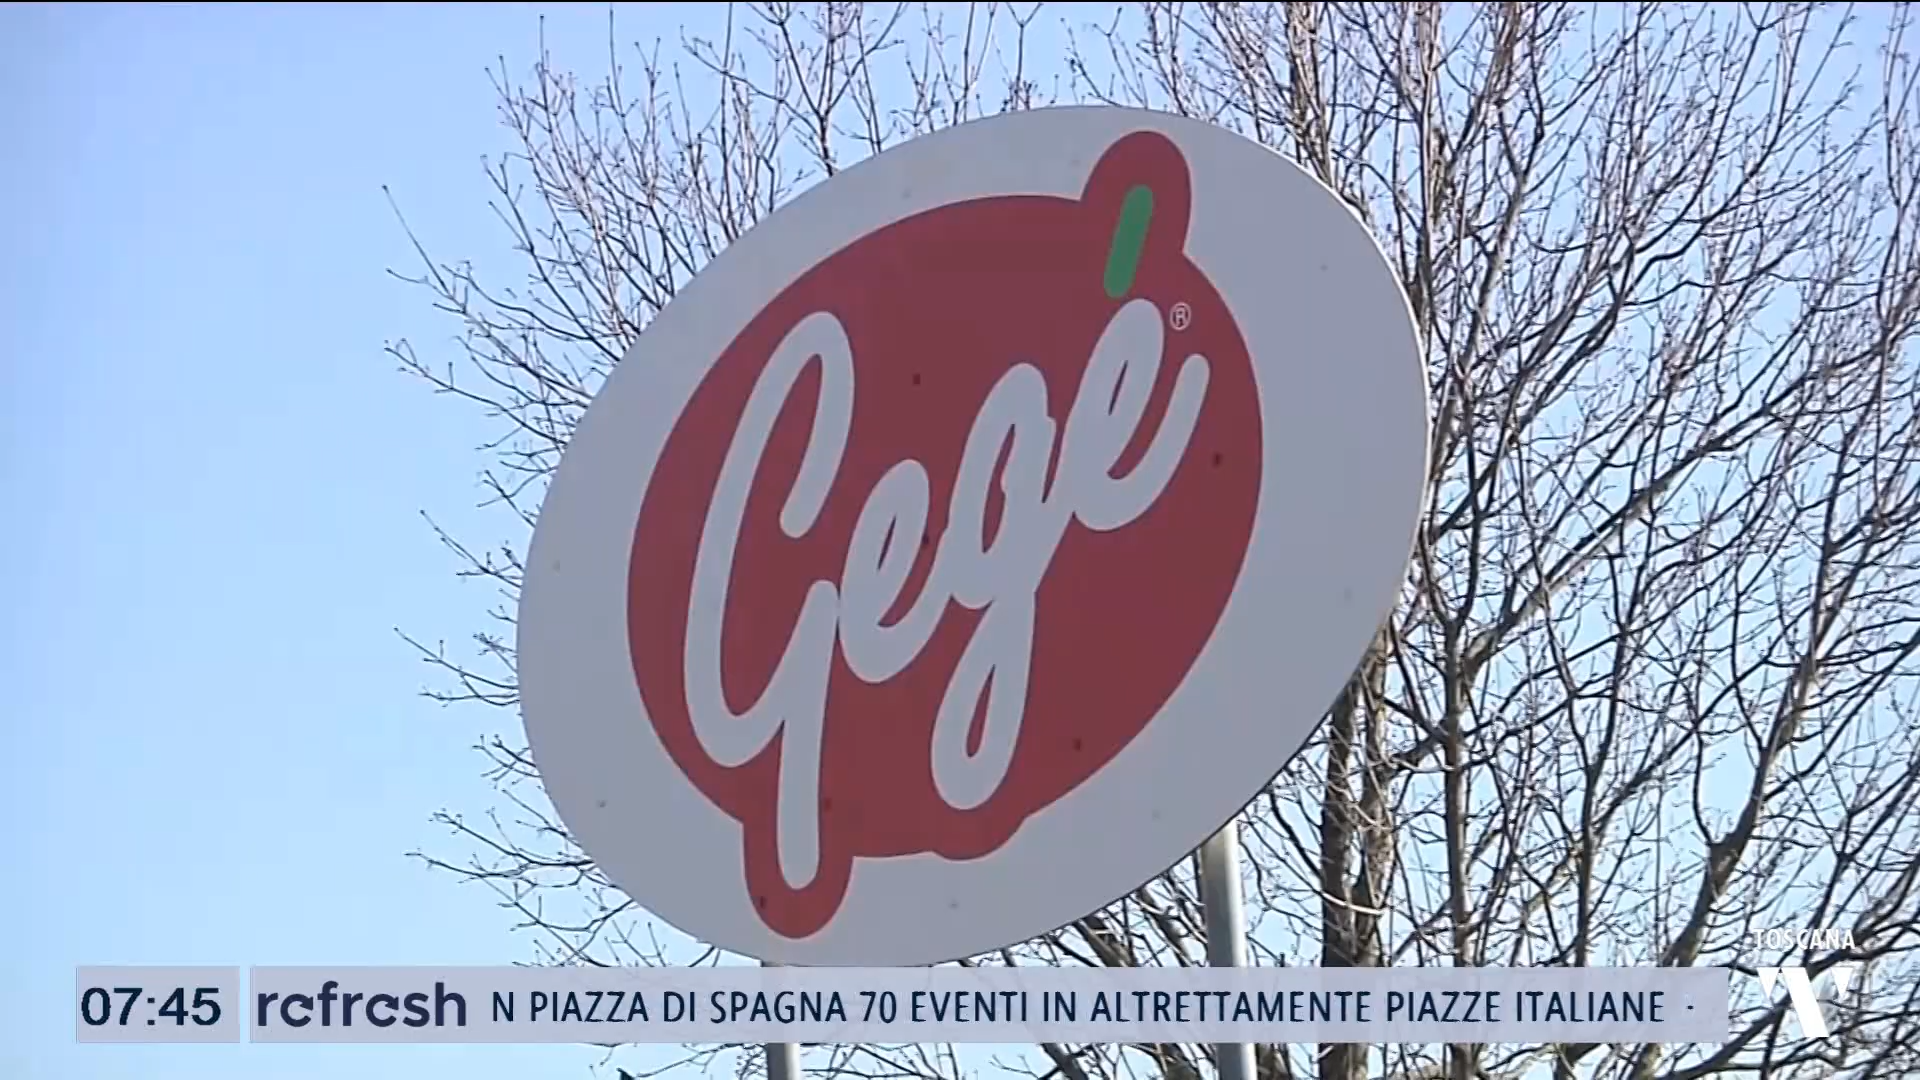 Gegé®
TOSCANA
07:45 refresh N PIAZZA DI SPAGNA 70 EVENTI IN ALTRETTAMENTE PIAZZE ITALIANE -